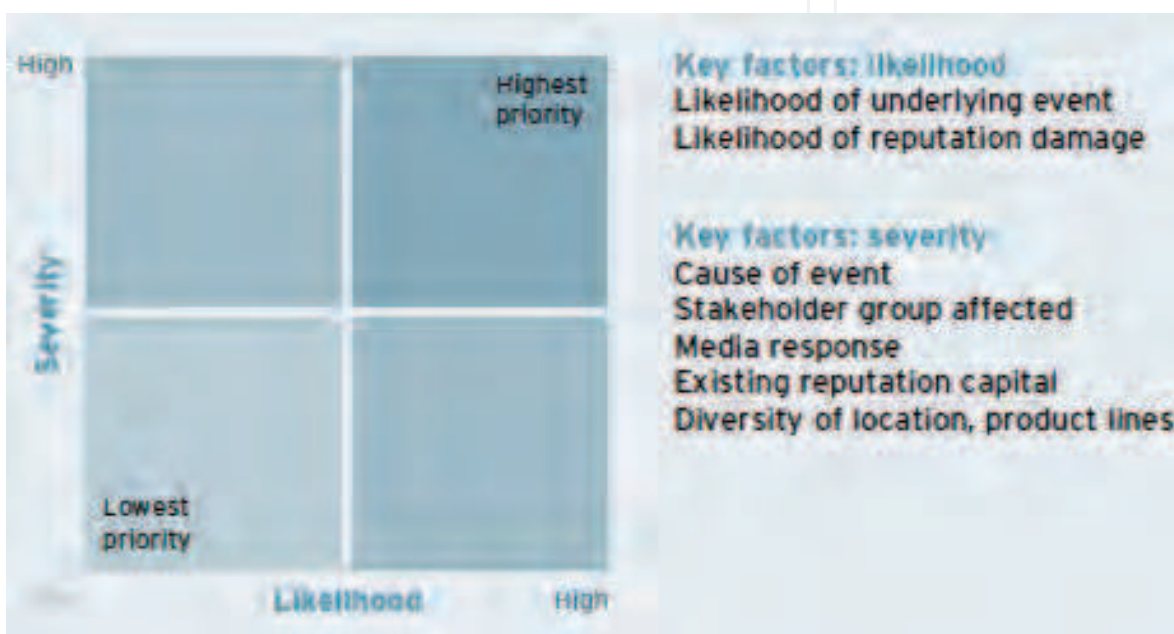 High
Highest
priority
Severity
Lowest
priority
Likelihood
High
Key factors: likelihood
Likelihood of underlying event
Likelihood of reputation damage
Key factors: severity
Cause of event
Stakeholder group affected
Media response
Existing reputation capital
Diversity of location, product lines